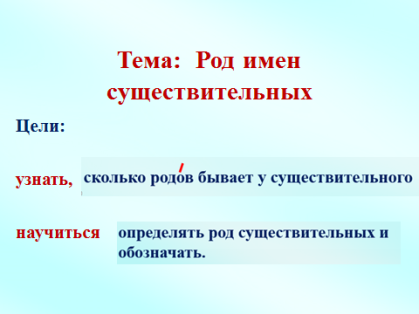 Тема:  Род имен
существительных
Цели:
узнать, сколько родов бывает у существительного
научиться определять род существительных и
обозначать.